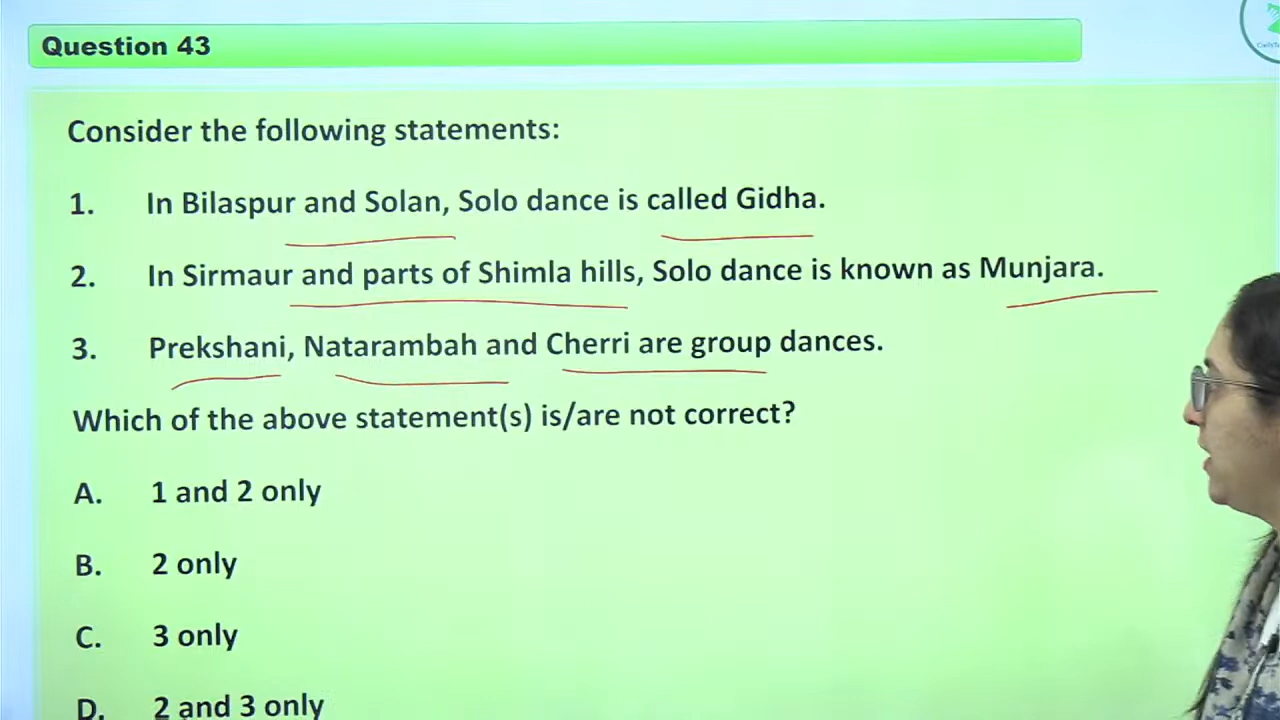 Question 43
Consider the following statements:
1. In Bilaspur and Solan, Solo dance is called Gidha.
2. In Sirmaur and parts of Shimla hills, Solo dance is known as Munjara.
3. Prekshani, Natarambah and Cherri are group dances.
Which of the above statement(s) is/are not correct?
A. 1 and 2 only
B. 2 only
C. 3 only
D. 2 and 3 only